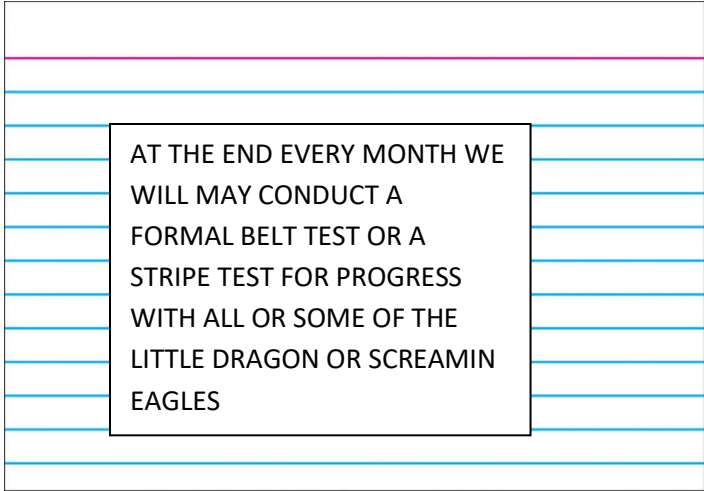 AT THE END EVERY MONTH WE
WILL MAY CONDUCT A
FORMAL BELT TEST OR A
STRIPE TEST FOR PROGRESS
WITH ALL OR SOME OF THE
LITTLE DRAGON OR SCREAMIN
EAGLES